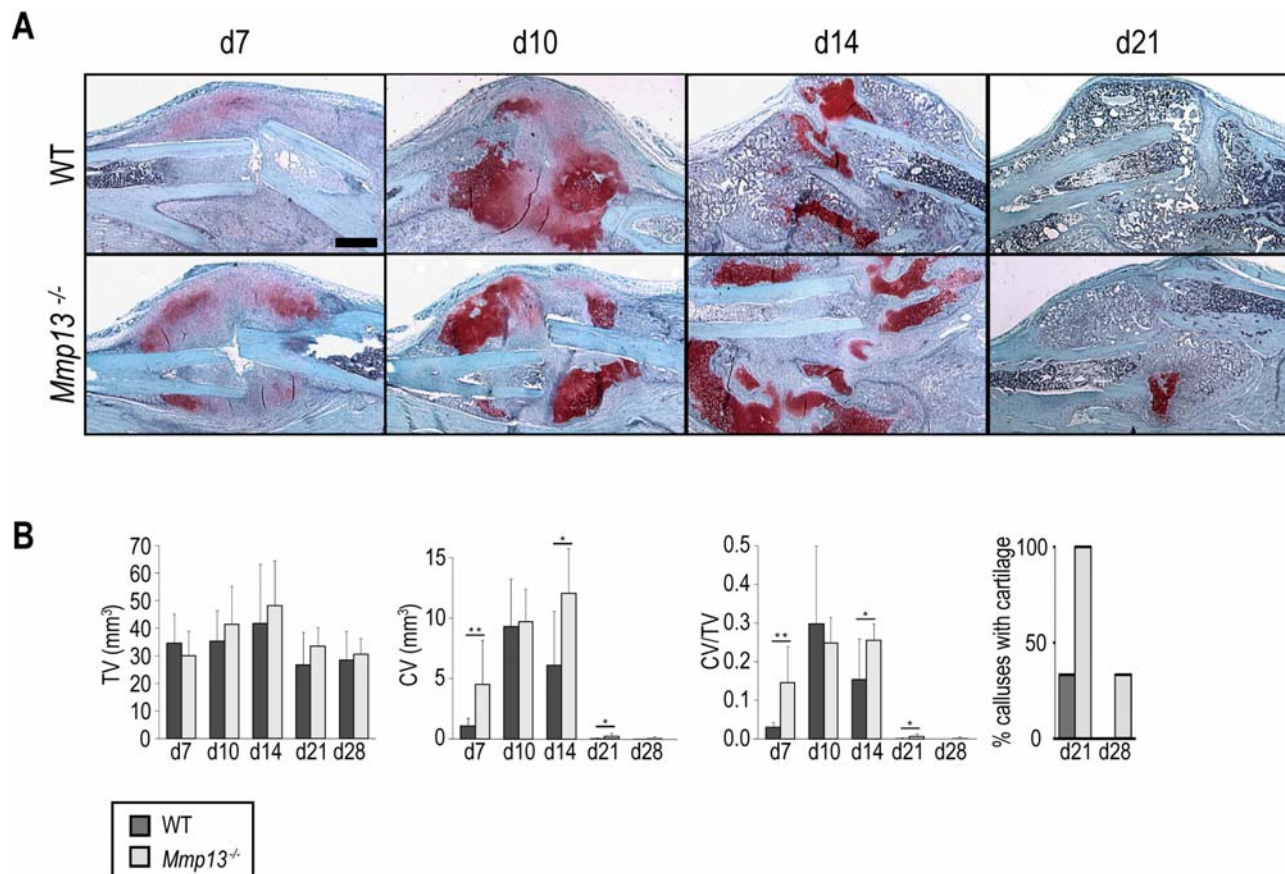 A
d7 d10 d14 d21
WT
Mmp13 -/-
B
70
60
50
40
30
20
10
0
TV (mm³)
d7 d10 d14 d21 d28
15
10
5
0
CV (mm³)
** *
*
d7 d10 d14 d21 d28
0.5
0.4
0.3
0.2
0.1
0.0
CV/TV
** *
*
d7 d10 d14 d21 d28
100
50
0
% calluses with cartilage
d21 d28
WT
Mmp13-/-